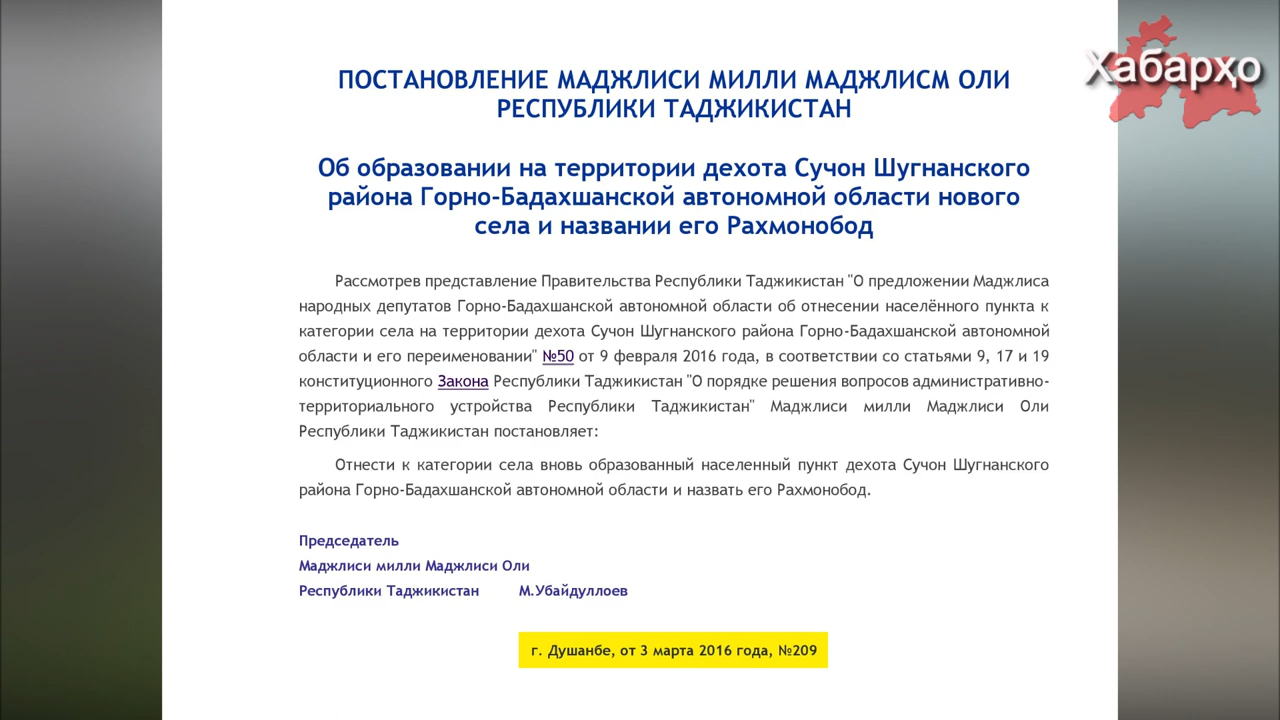 ПОСТАНОВЛЕНИЕ МАДЖЛИСИ МИЛЛИ МАДЖЛИСМ ОЛИ
РЕСПУБЛИКИ ТАДЖИКИСТАН
Хабарҳо
Об образовании на территории дехота Сучон Шугнанского
района Горно-Бадахшанской автономной области нового
села и названии его Рахмонобод
Рассмотрев представление Правительства Республики Таджикистан "О предложении Маджлиса
народных депутатов Горно-Бадахшанской автономной области об отнесении населённого пункта к
категории села на территории дехота Сучон Шугнанского района Горно-Бадахшанской автономной
области и его переименовании" №50 от 9 февраля 2016 года, в соответствии со статьями 9, 17 и 19
конституционного Закона Республики Таджикистан "О порядке решения вопросов административно-
территориального устройства Республики Таджикистан" Маджлиси милли Маджлиси Оли
Республики Таджикистан постановляет:
Отнести к категории села вновь образованный населенный пункт дехота Сучон Шугнанского
района Горно-Бадахшанской автономной области и назвать его Рахмонобод.
Председатель
Маджлиси милли Маджлиси Оли
Республики Таджикистан М.Убайдуллоев
г. Душанбе, от 3 марта 2016 года, №209